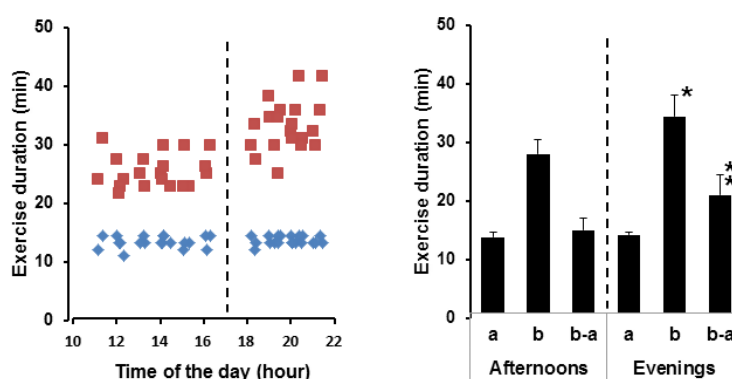 Exercise duration (min)
50
40
30
20
10
0
10 12 14 16 18 20 22
Time of the day (hour)
Exercise duration (min)
50
40
30
20
10
0
*
*
*
a b b-a a b b-a
Afternoons Evenings